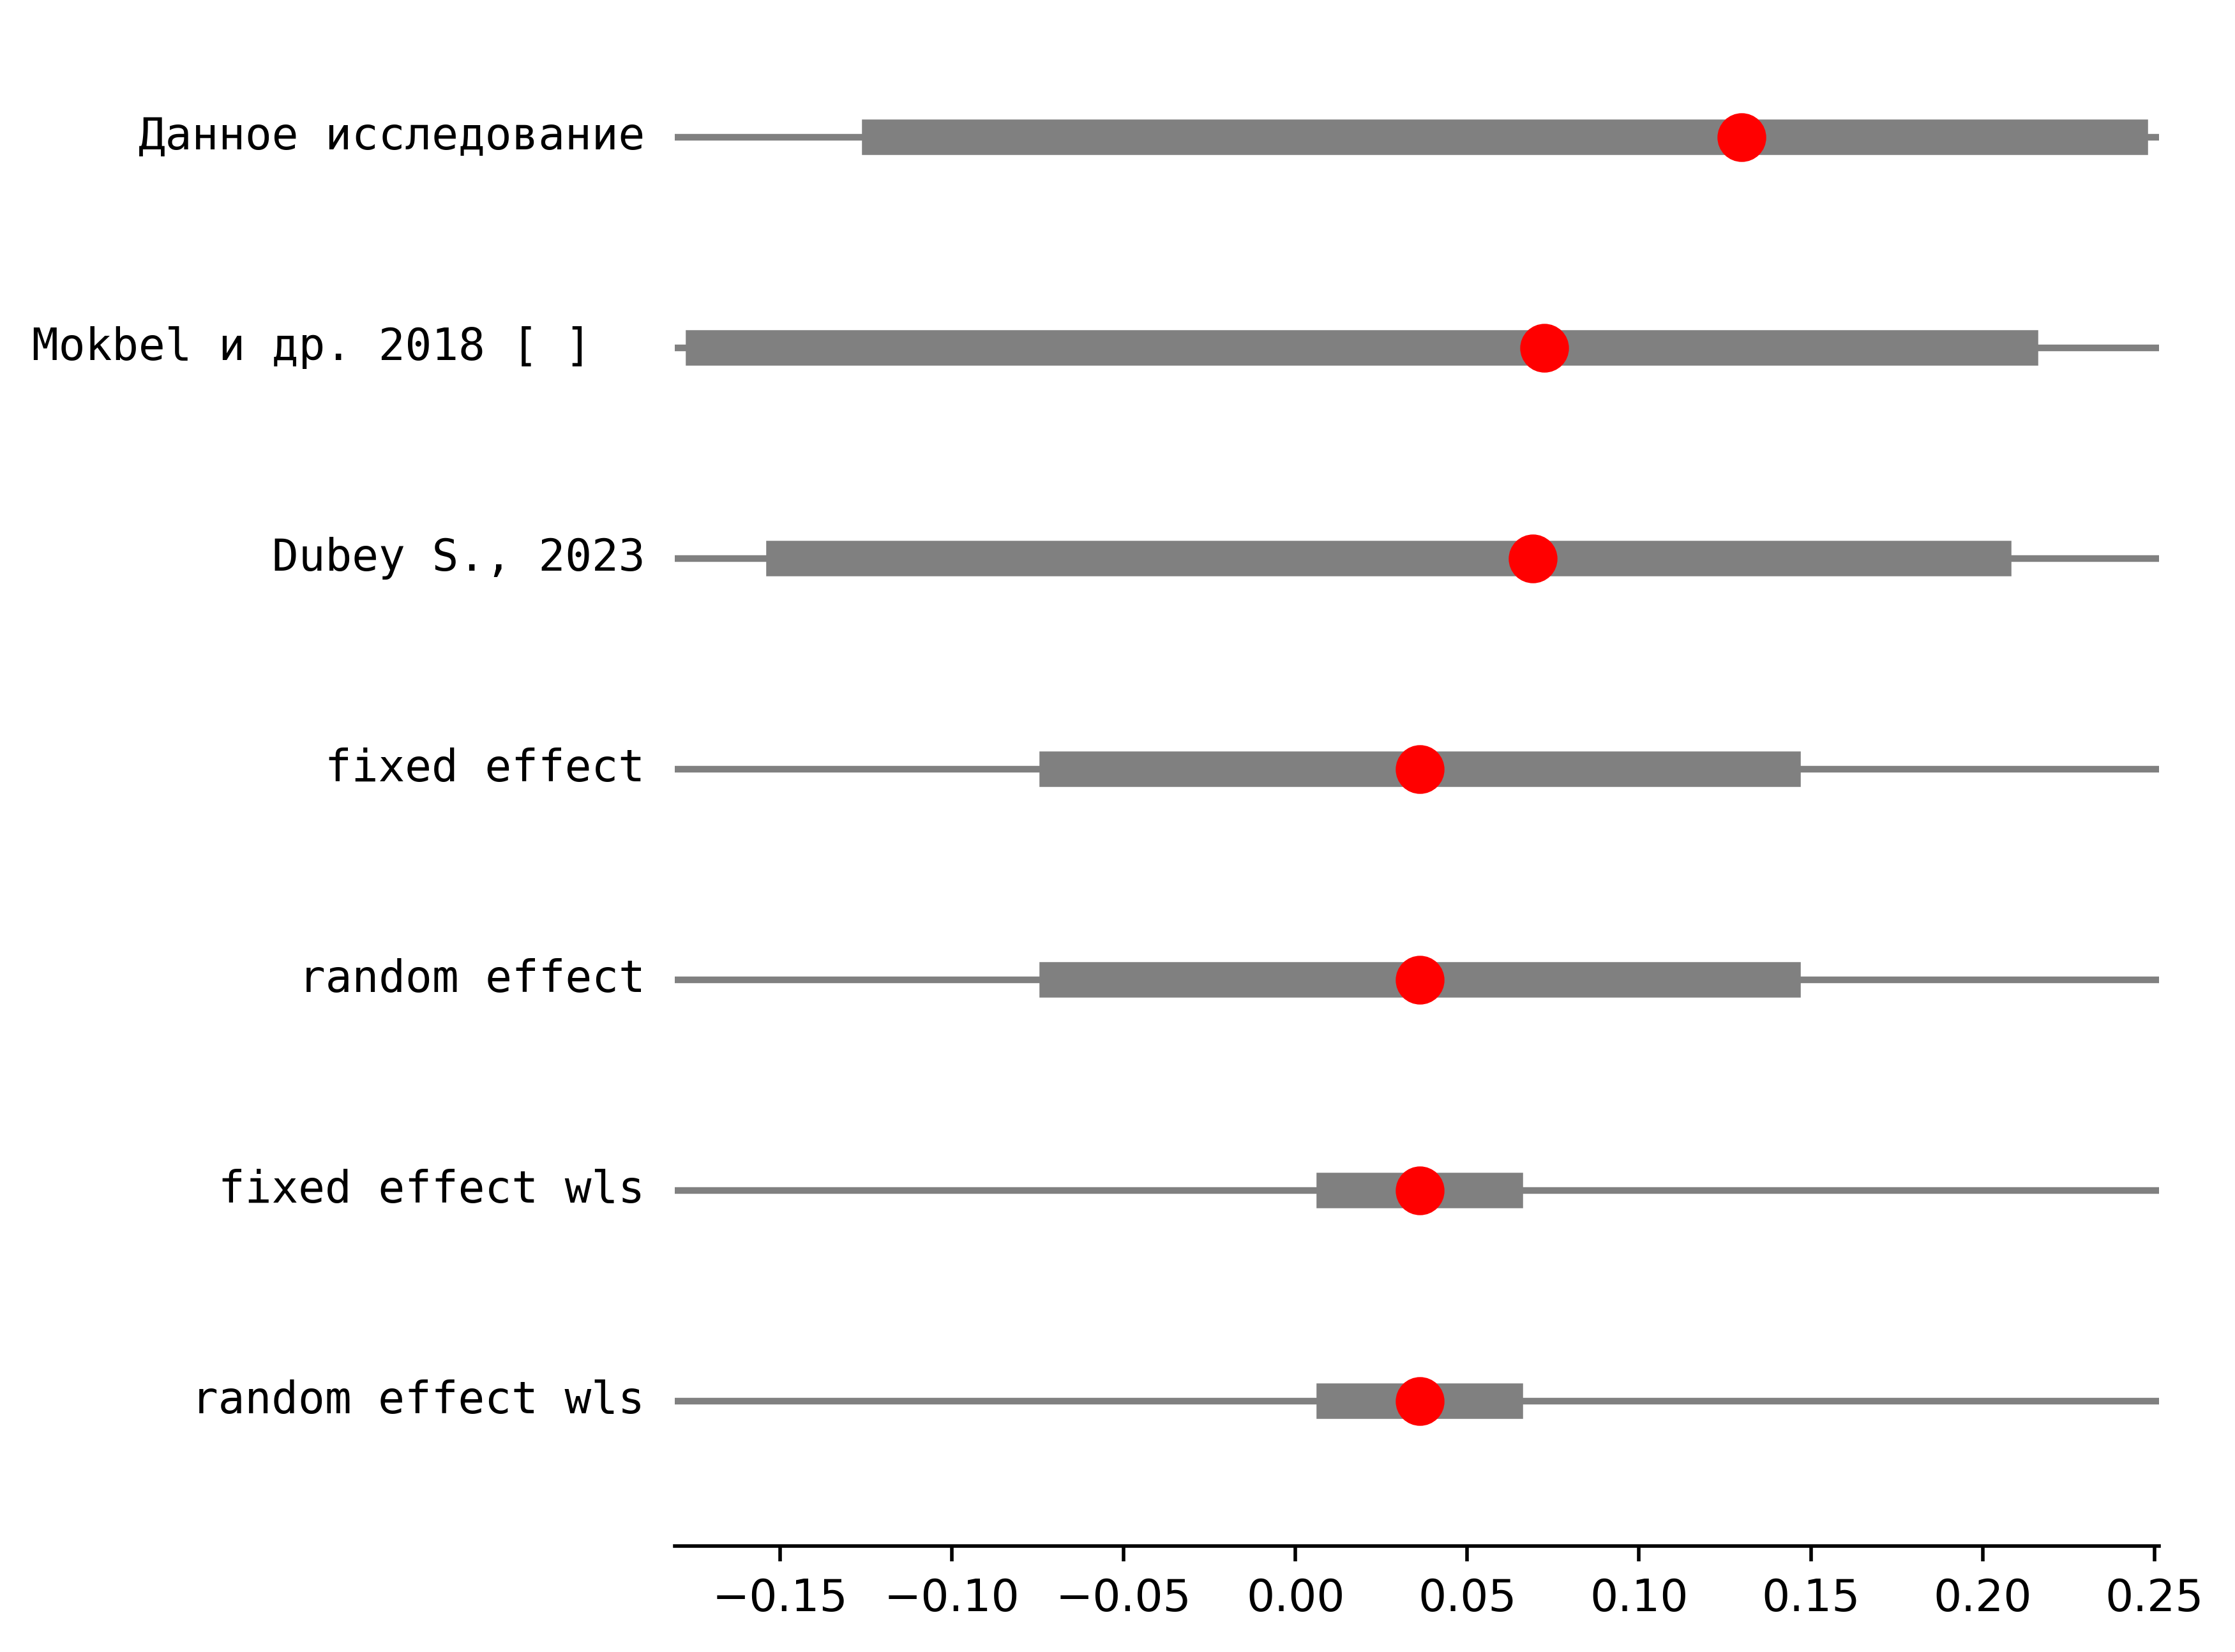 Данное исследование
Mokbel и др. 2018 [ ]
Dubey S., 2023
fixed effect
random effect
fixed effect wls
random effect wls
−0.15 −0.10 −0.05 0.00 0.05 0.10 0.15 0.20 0.25